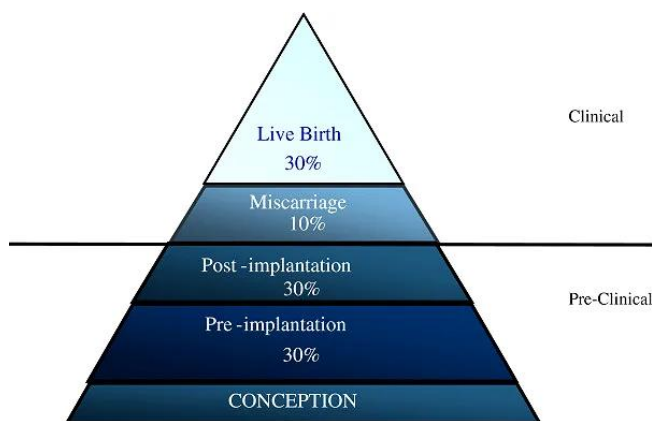 Clinical
Live Birth
30%
Miscarriage
10%
Post -implantation
30%
Pre-Clinical
Pre -implantation
30%
CONCEPTION